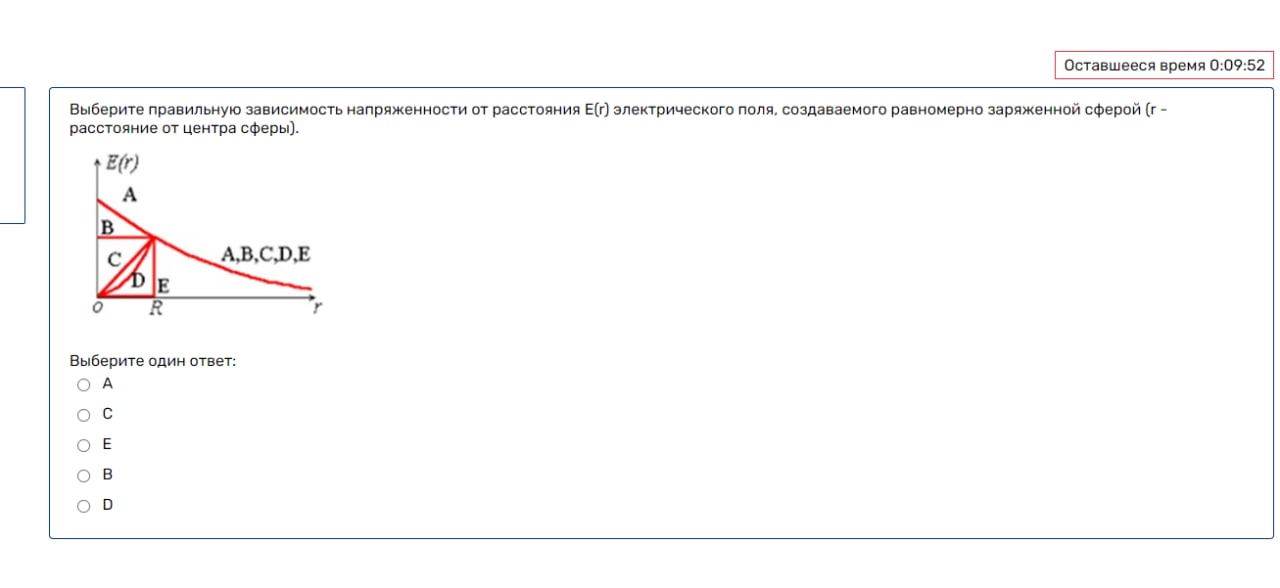 Оставшееся время 0:09:52
Выберите правильную зависимость напряженности от расстояния E(r) электрического поля, создаваемого равномерно заряженной сферой (r -
расстояние от центра сферы).
E(r)
A
B
C
A,B,C,D,E
D
E
o
R
r
Выберите один ответ:
A
C
E
B
D